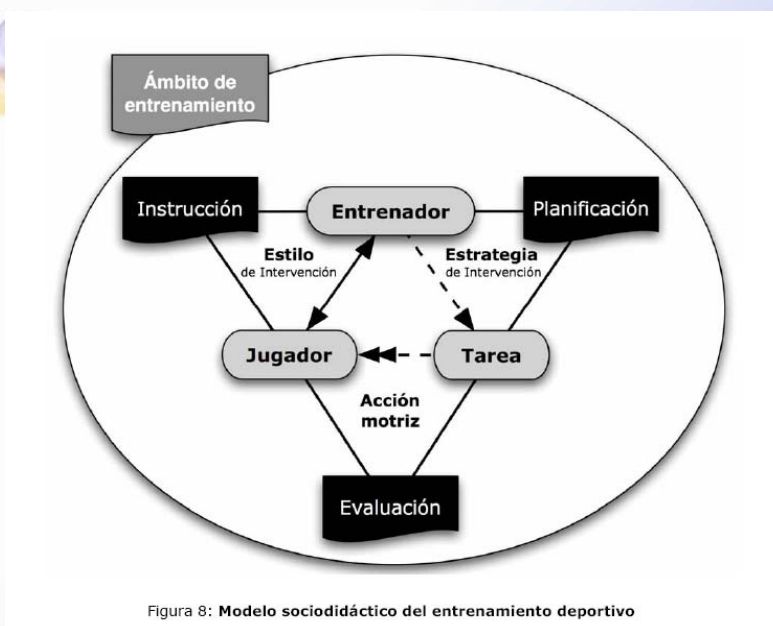 Ámbito de
entrenamiento
Instrucción
Entrenador
Planificación
Estilo
de Intervención
Estrategia
de Intervención
Jugador
Tarea
Acción
motriz
Evaluación
Figura 8: Modelo sociodidáctico del entrenamiento deportivo